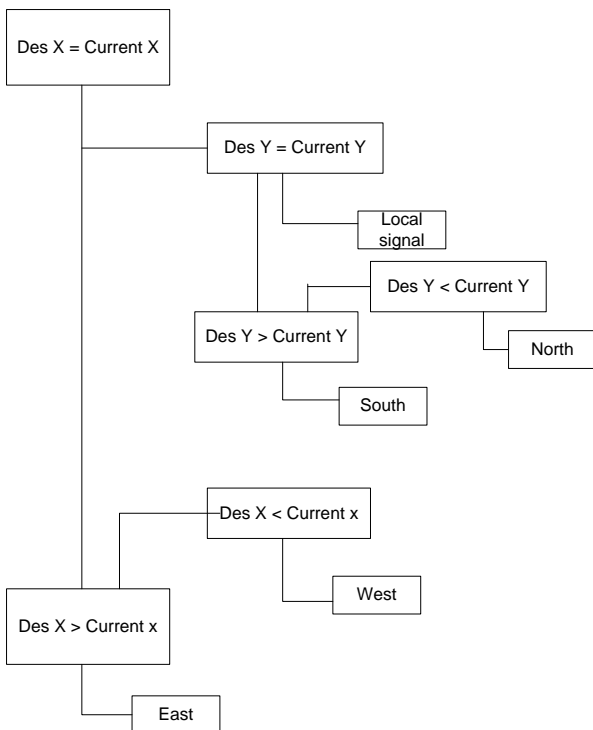 Des X = Current X
Des Y = Current Y
Local
signal
Des Y < Current Y
Des Y > Current Y
North
South
Des X < Current x
West
Des X > Current x
East